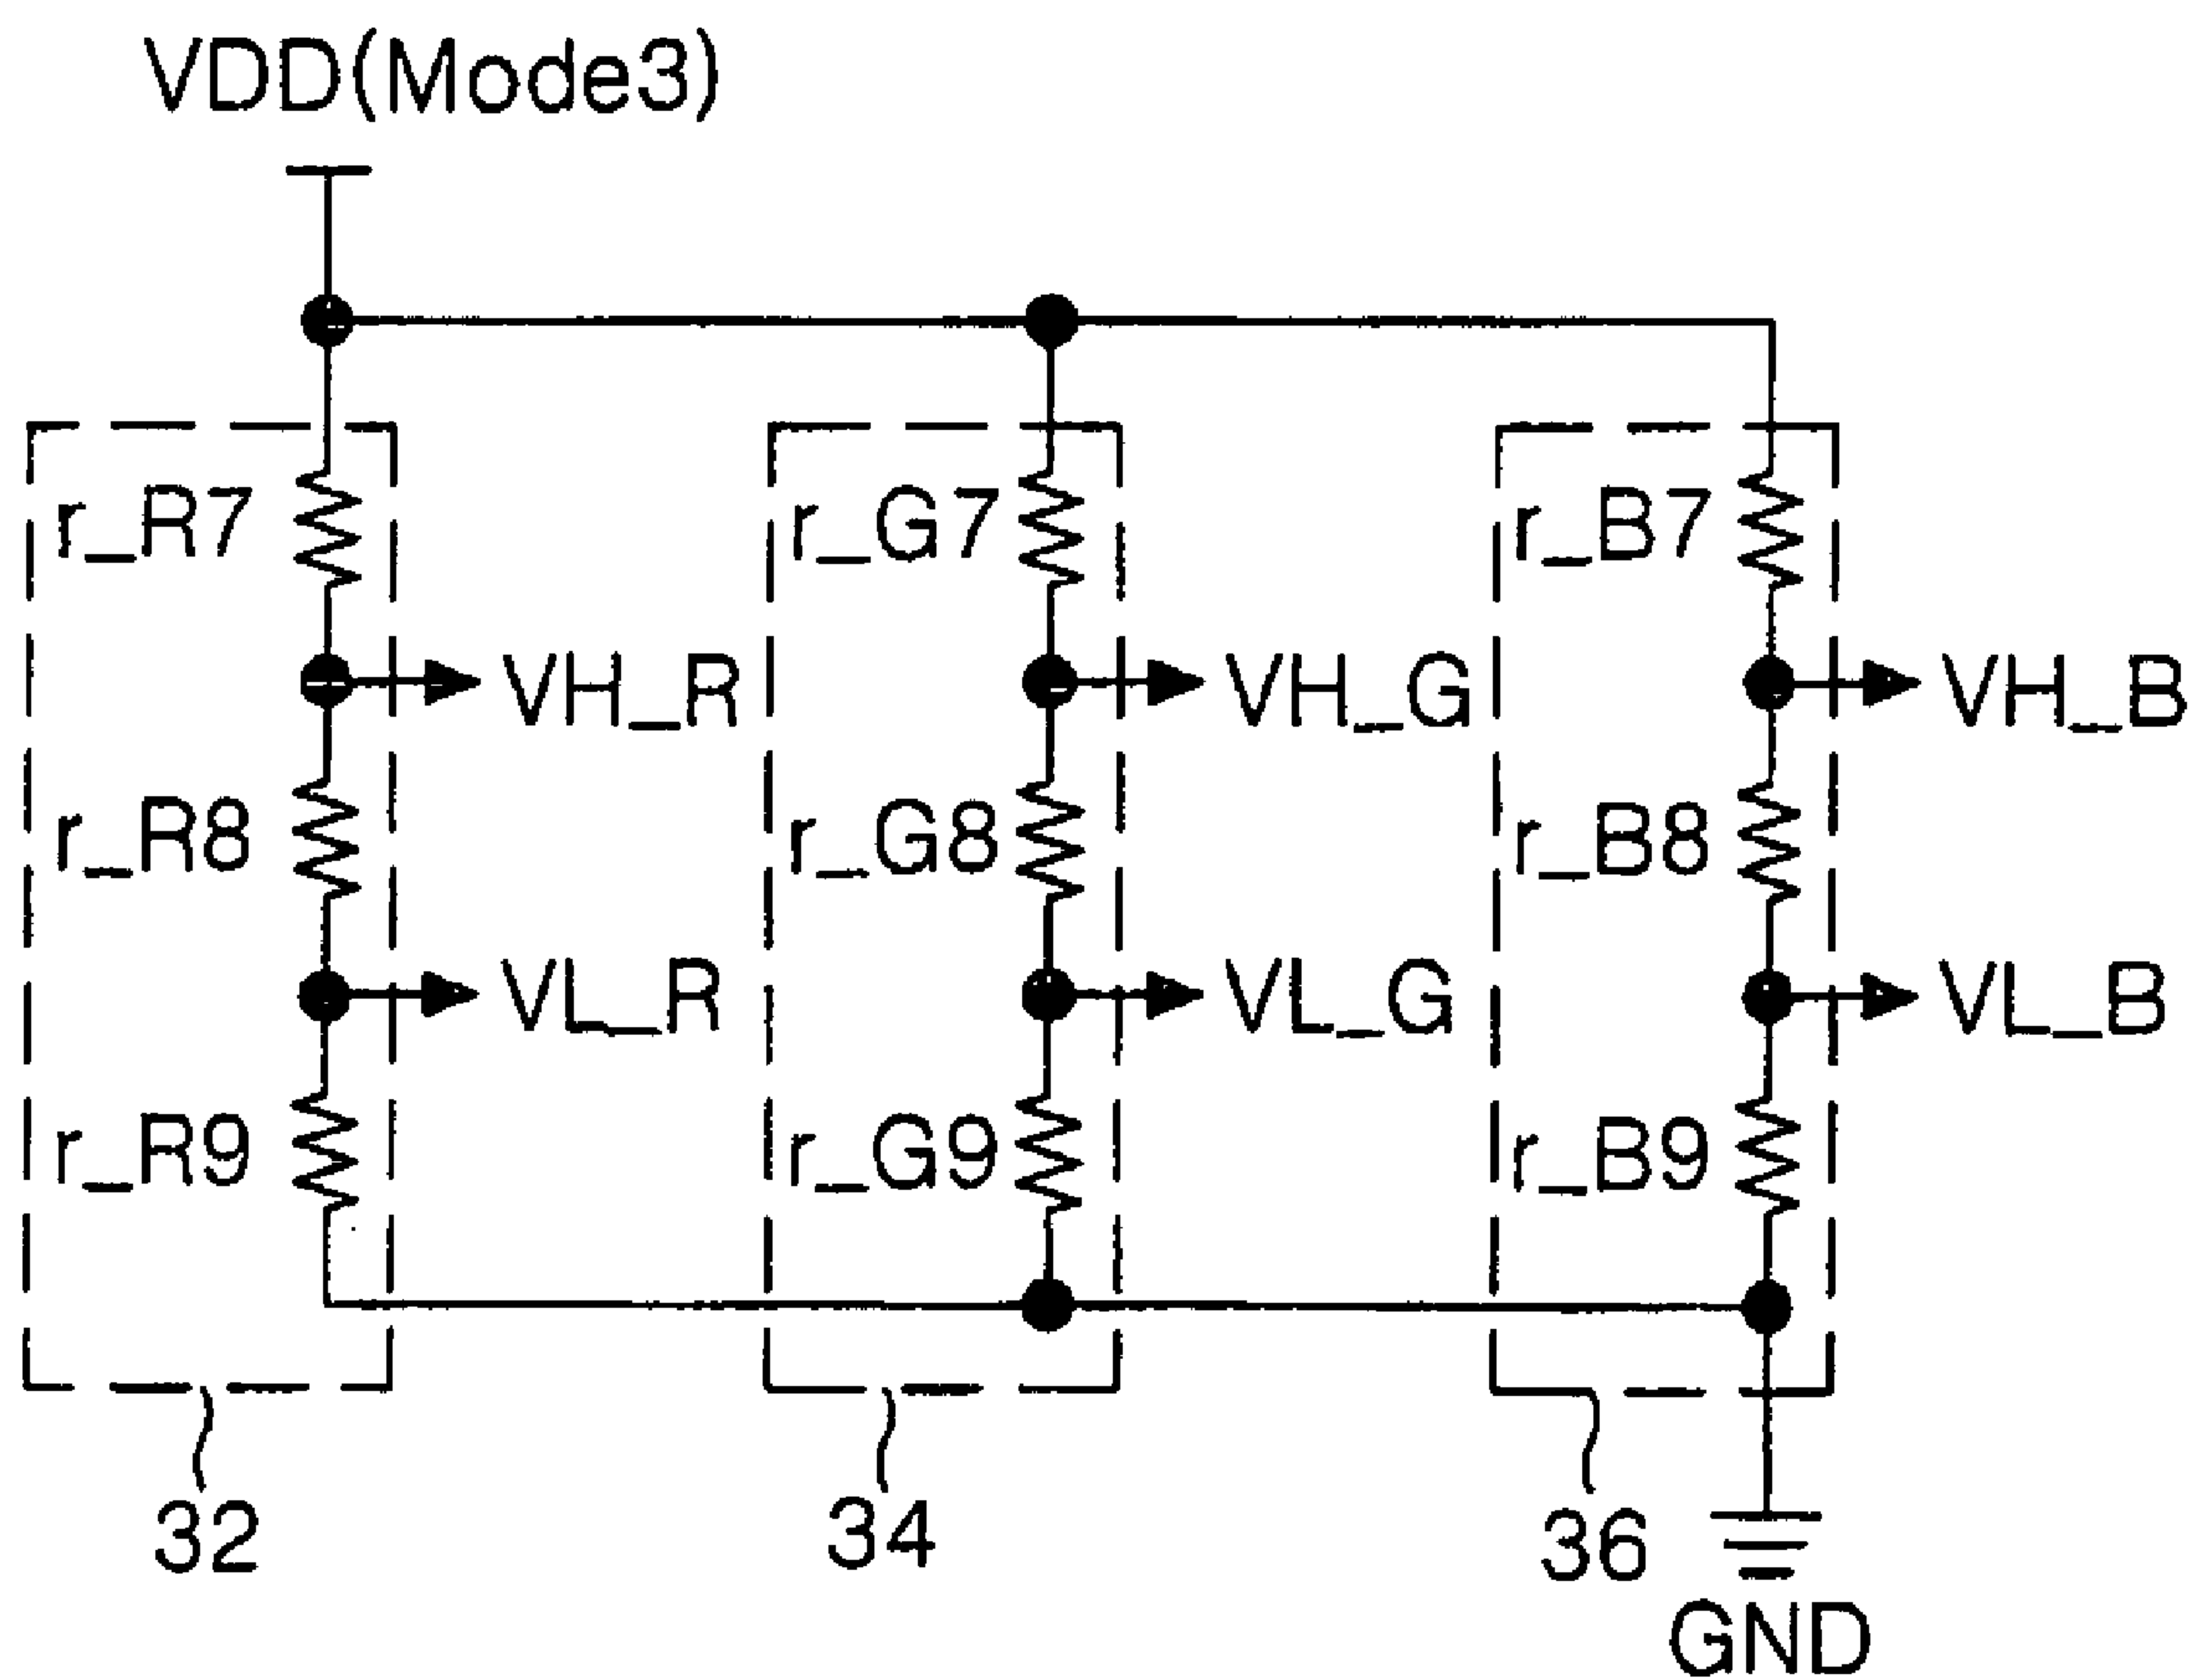 VDD(Mode3)
r_R7
r_G7
r_B7
VH_R
VH_G
VH_B
r_R8
r_G8
r_B8
VL_R
VL_G
VL_B
r_R9
r_G9
r_B9
32
34
36
GND